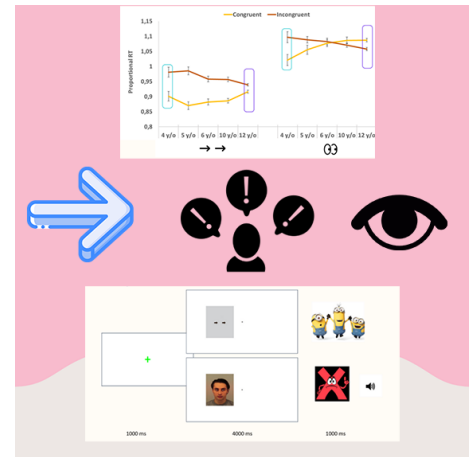 Congruent Incongruent
1,15
1,1
1,05
1
0,95
0,9
0,85
0,8
Proportional RT
4 y/o 5 y/o 6 y/o 10 y/o 12 y/o 4 y/o 5 y/o 6 y/o 10 y/o 12 y/o
1000 ms 4000 ms 1000 ms